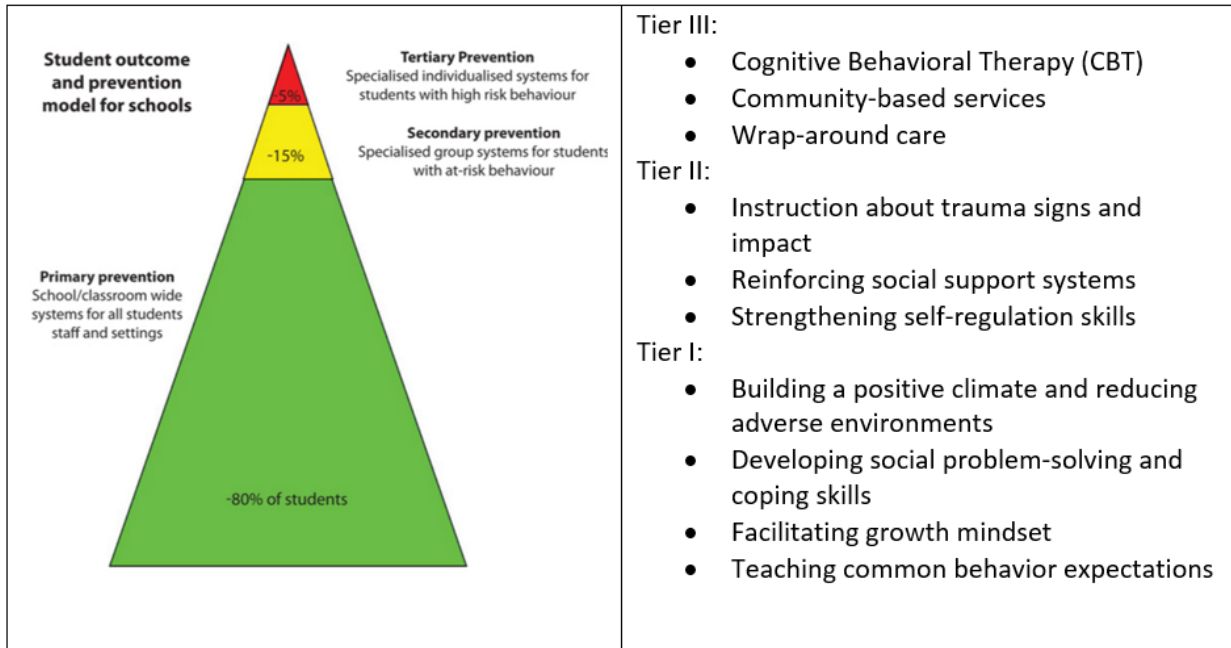 Student outcome
and prevention
model for schools
Tertiary Prevention
Specialised individualised systems for
students with high risk behaviour
-5%
Secondary prevention
Specialised group systems for students
with at-risk behaviour
-15%
Primary prevention
School/classroom wide
systems for all students
staff and settings
-80% of students
Tier III:
• Cognitive Behavioral Therapy (CBT)
• Community-based services
• Wrap-around care
Tier II:
• Instruction about trauma signs and
impact
• Reinforcing social support systems
• Strengthening self-regulation skills
Tier I:
• Building a positive climate and reducing
adverse environments
• Developing social problem-solving and
coping skills
• Facilitating growth mindset
• Teaching common behavior expectations